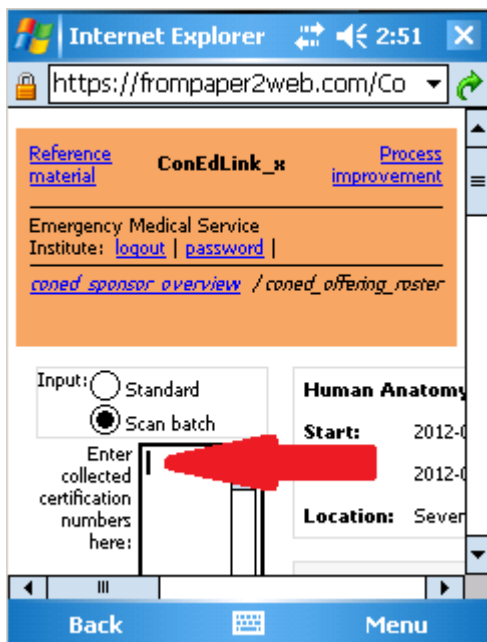 Internet Explorer 2:51
https://frompaper2web.com/Co
Reference material
ConEdLink_x
Process improvement
Emergency Medical Service
Institute: logout | password |
coned sponsor overview / coned_offering_roster
Input:
Standard
Scan batch
Enter
collected
certification
numbers
here:
Human Anatomy
Start: 2012-0
2012-0
Location: Seven
Back Menu